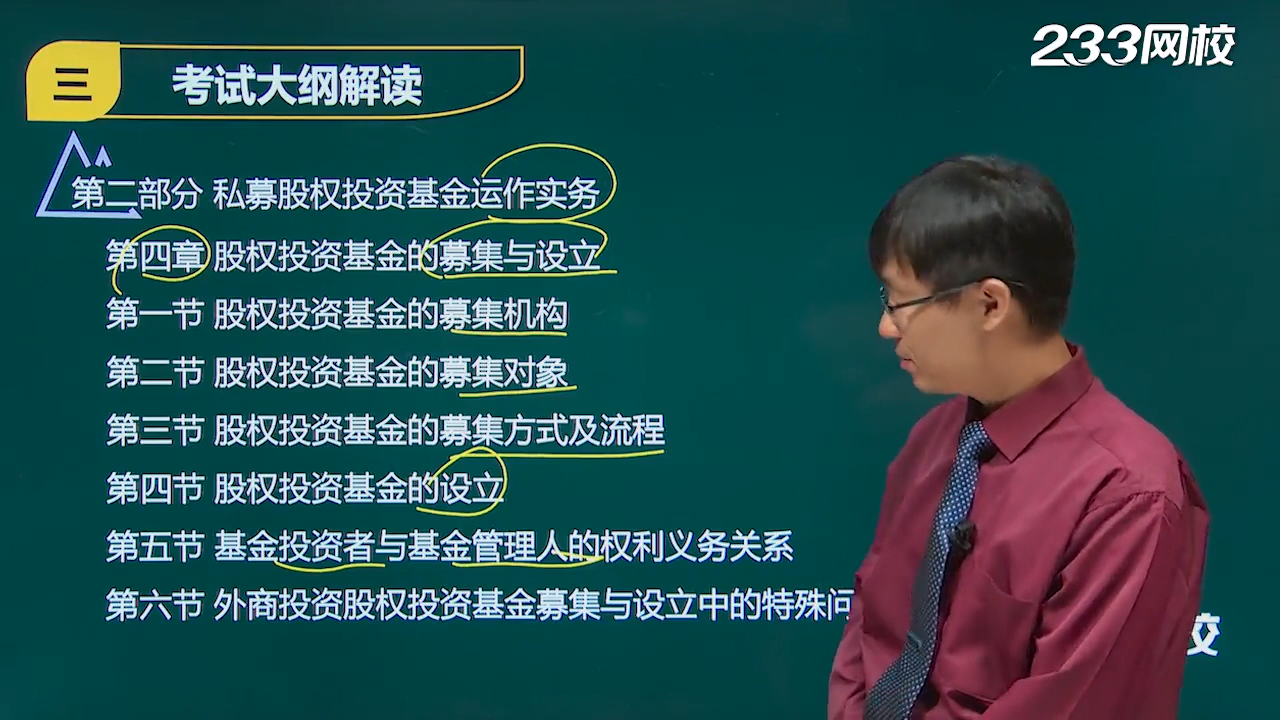 233网校
三 考试大纲解读
第二部分 私募股权投资基金运作实务
第四章 股权投资基金的募集与设立
第一节 股权投资基金的募集机构
第二节 股权投资基金的募集对象
第三节 股权投资基金的募集方式及流程
第四节 股权投资基金的设立
第五节 基金投资者与基金管理人的权利义务关系
第六节 外商投资股权投资基金募集与设立中的特殊问
校